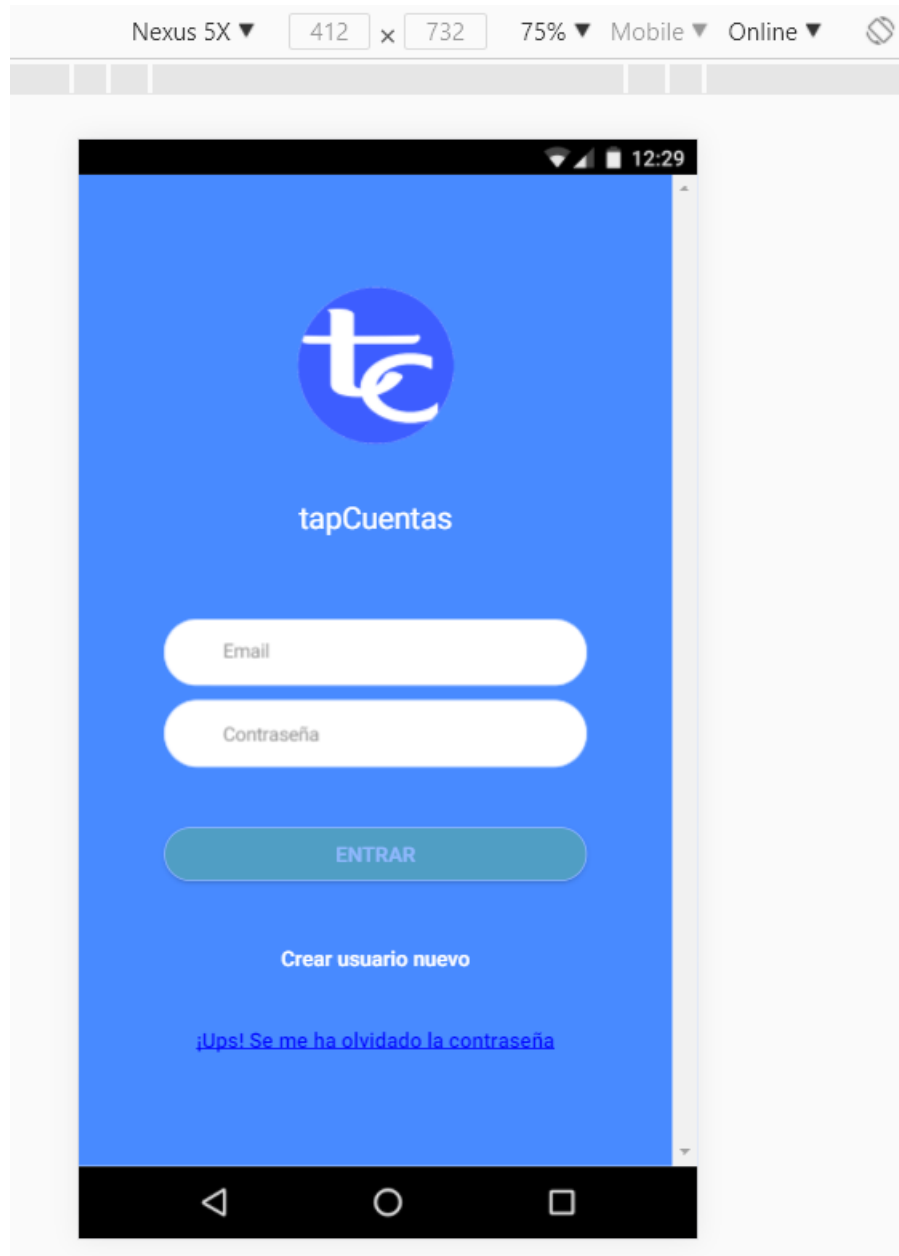 Nexus 5X ▼ 412 × 732 75% ▼ Mobile ▼ Online ▼
12:29
tc
tapCuentas
Email
Contraseña
ENTRAR
Crear usuario nuevo
¡Ups! Se me ha olvidado la contraseña